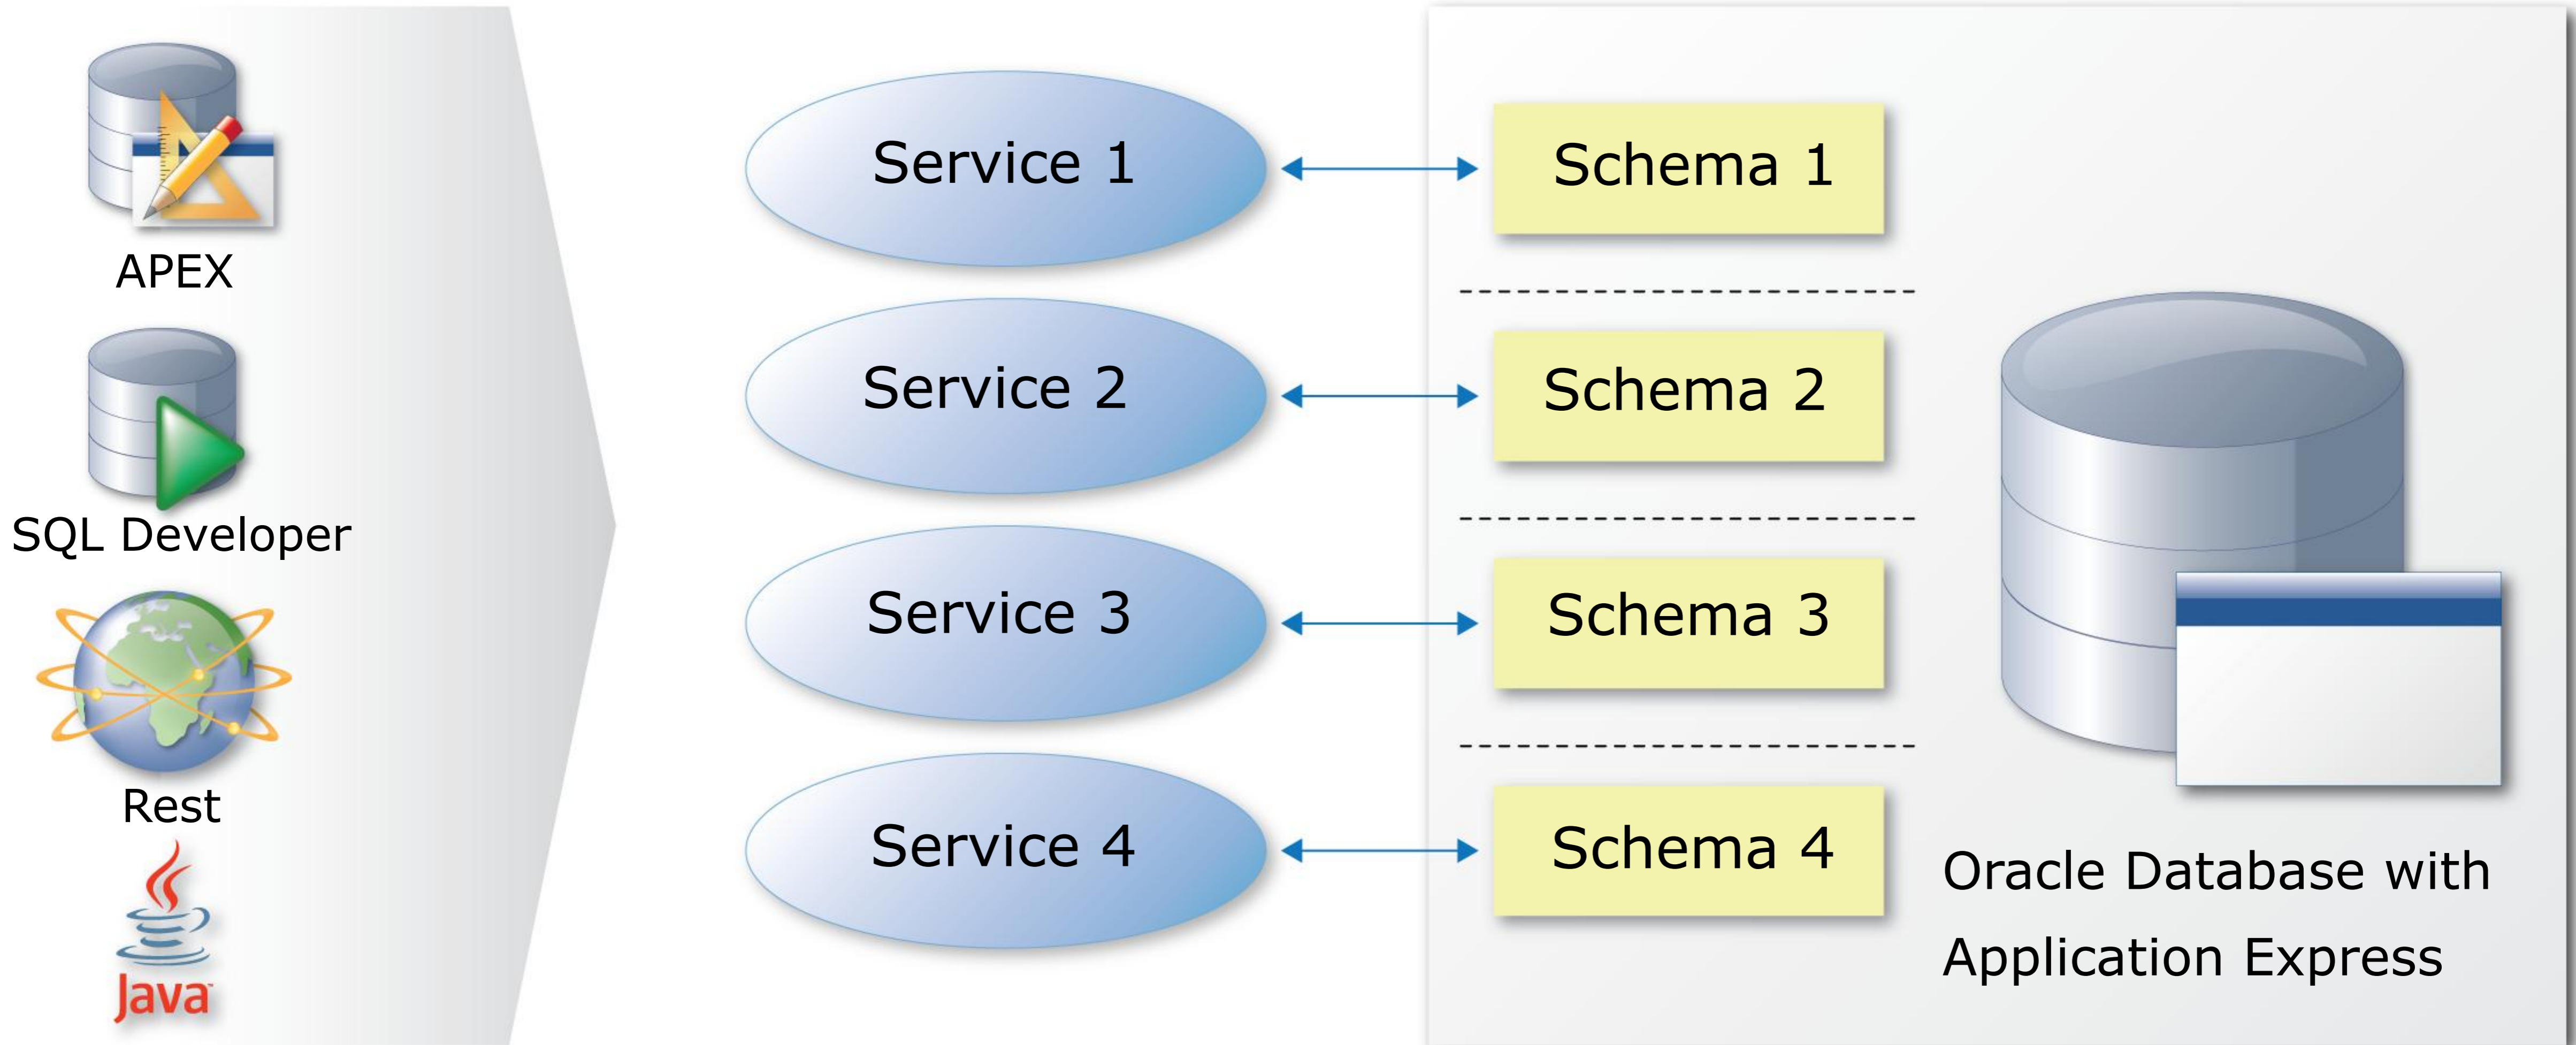 APEX
SQL Developer
Rest
Java
Service 1
Service 2
Service 3
Service 4
Schema 1
Schema 2
Schema 3
Schema 4
Oracle Database with
Application Express